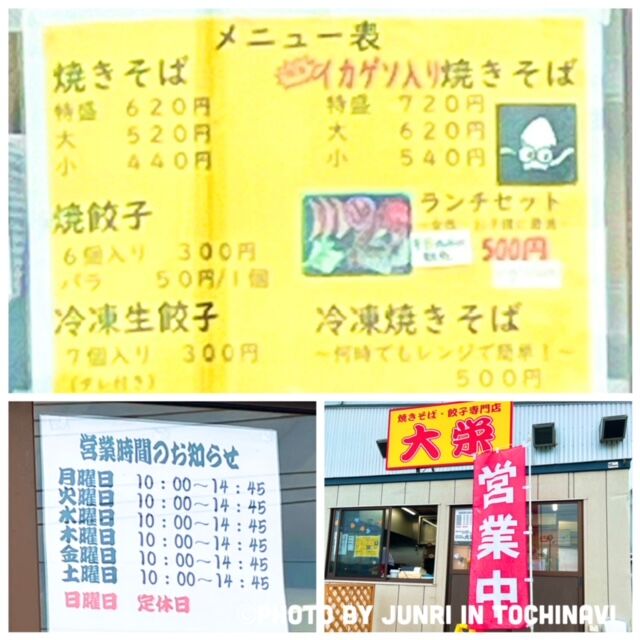 メニュー表
焼きそば
特盛 620円
大 520円
小 440円
イカゲソ入り焼きそば
特盛 720円
大 620円
小 540円
焼餃子
6個入り 300円
バラ 50円/1個
ランチセット
500円
冷凍生餃子
7個入り 300円
(タレ付き)
冷凍焼きそば
~何時でもレンジで簡単!~
500円
営業時間のお知らせ
月曜日 10:00~14:45
火曜日 10:00~14:45
水曜日 10:00~14:45
木曜日 10:00~14:45
金曜日 10:00~14:45
土曜日 10:00~14:45
日曜日 定休日
焼きそば・餃子専門店
大栄
営業中
©PHOTO BY JUNRI IN TOCHINAVI